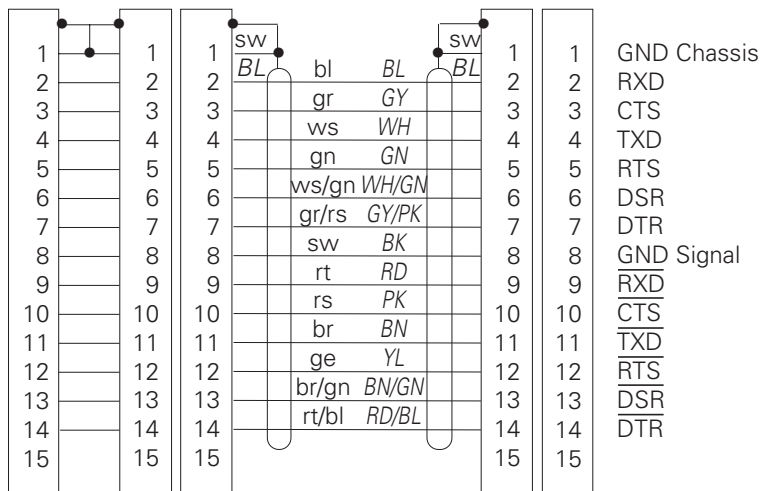 1 1 1 sw sw 1 1 GND Chassis
BL BL
2 2 2 bl BL 2 2 RXD
3 3 3 gr GY 3 3 CTS
4 4 4 ws WH 4 4 TXD
5 5 5 gn GN 5 5 RTS
6 6 6 ws/gn WH/GN 6 6 DSR
7 7 7 gr/rs GY/PK 7 7 DTR
8 8 8 sw BK 8 8 GND Signal
9 9 9 rt RD 9 9 R̅X̅D̅
10 10 10 rs PK 10 10 C̅T̅S̅
11 11 11 br BN 11 11 T̅X̅D̅
12 12 12 ge YL 12 12 R̅T̅S̅
13 13 13 br/gn BN/GN 13 13 D̅S̅R̅
14 14 14 rt/bl RD/BL 14 14 D̅T̅R̅
15 15 15 15 15